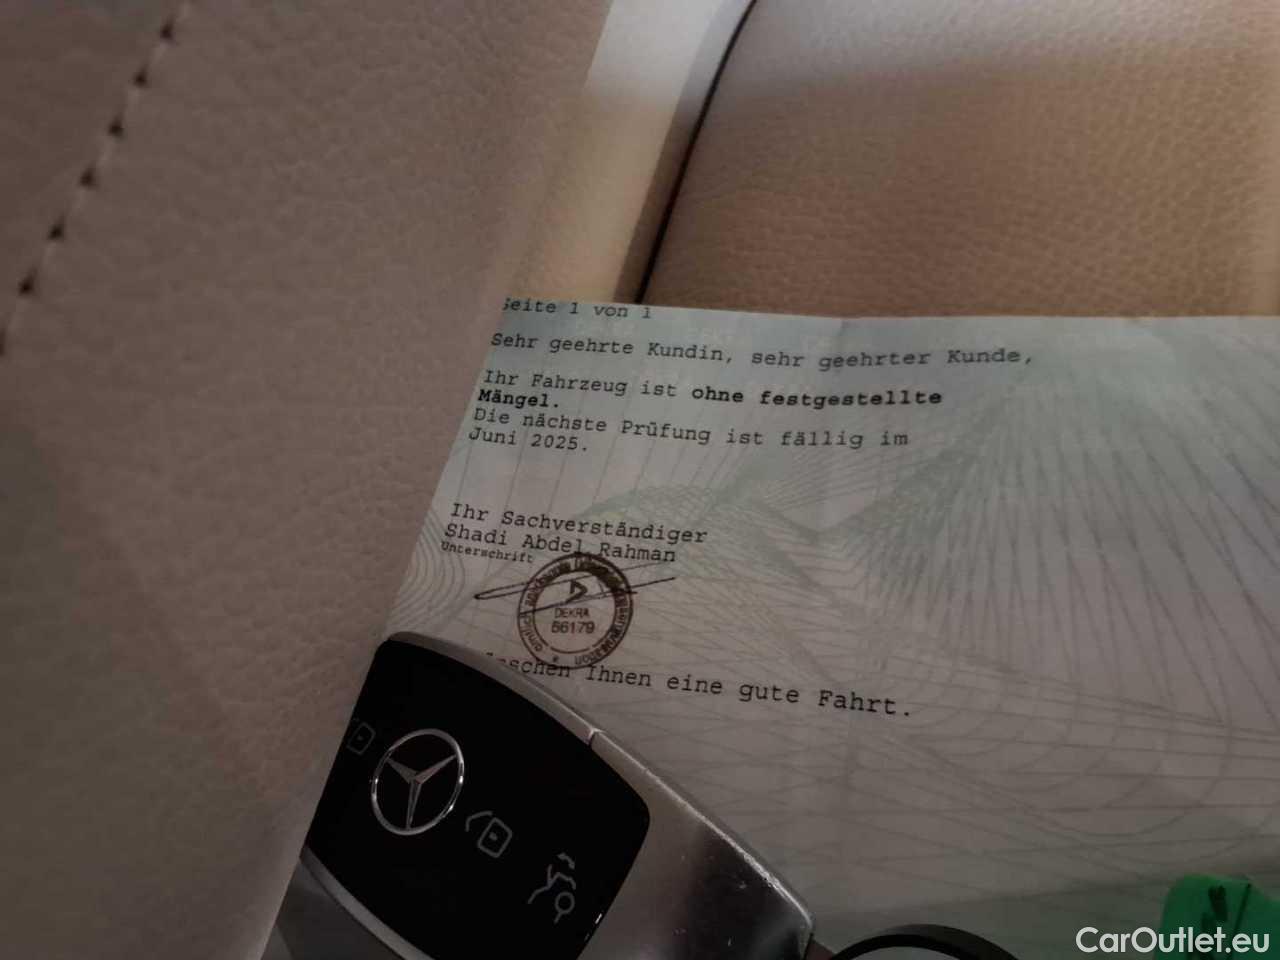 Seite 1 von 1
Sehr geehrte Kundin, sehr geehrter Kunde,
Ihr Fahrzeug ist ohne festgestellte
Mängel.
Die nächste Prüfung ist fällig im
Juni 2025.
Ihr Sachverständiger
Shadi Abdel Rahman
Unterschrift
DEKRA
56179
Ihnen eine gute Fahrt.
CarOutlet.eu